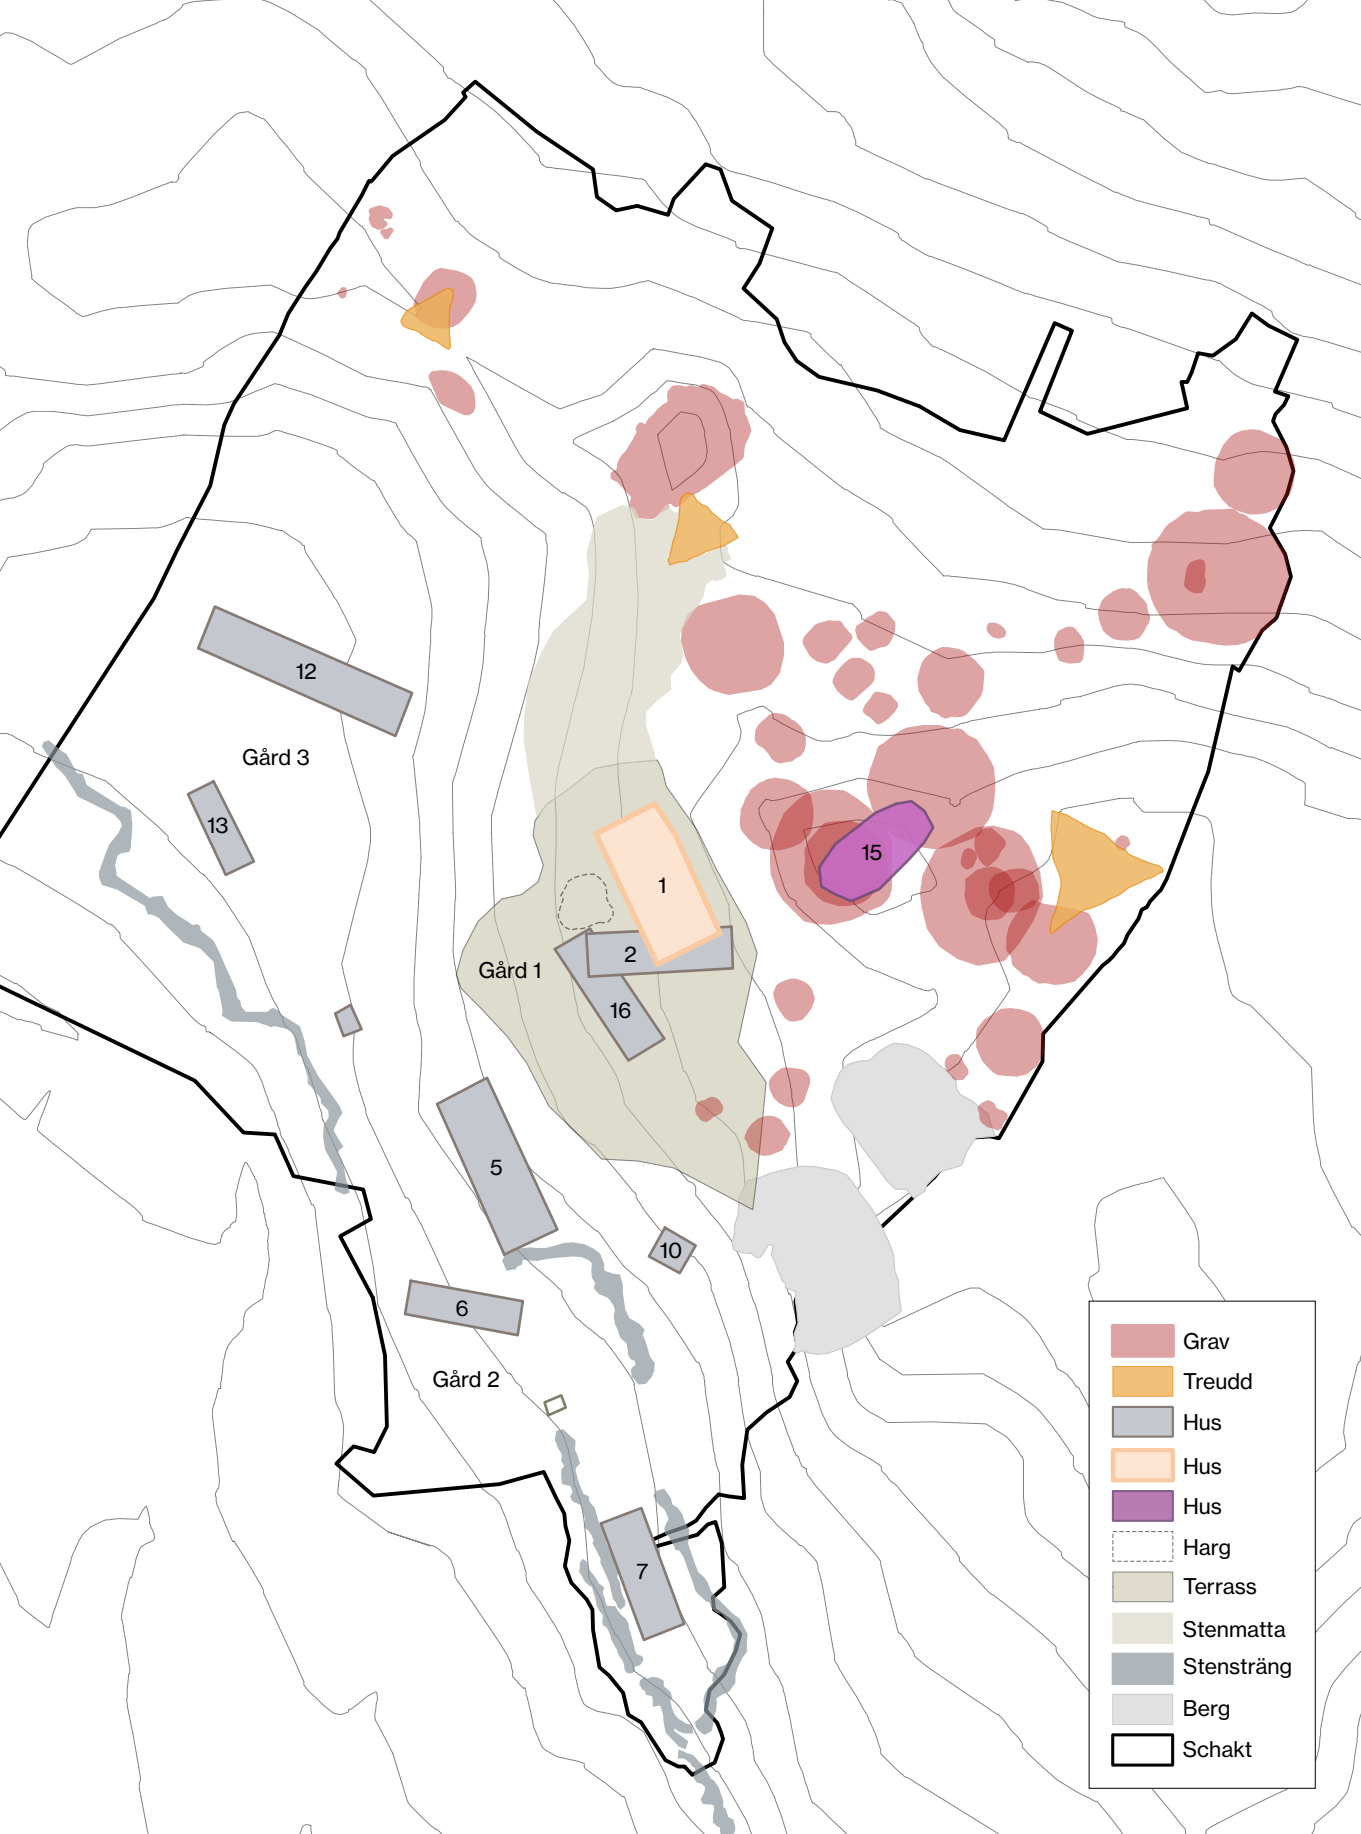 12
Gård 3
13
15
1
2
Gård 1
16
5
10
6
Gård 2
7
Grav
Treudd
Hus
Hus
Hus
Harg
Terrass
Stenmatta
Stensträng
Berg
Schakt